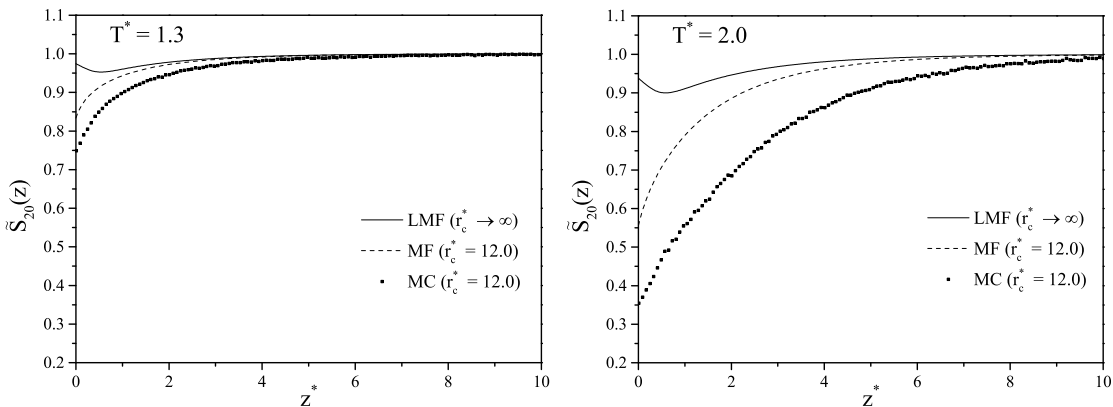 T* = 1.3
1.1
1.0
0.9
0.8
0.7
0.6
0.5
0.4
0.3
0.2
S̃₂₀(z)
LMF (r*c → ∞)
MF (r*c = 12.0)
MC (r*c = 12.0)
0 2 4 6 8 10
z*
T* = 2.0
1.1
1.0
0.9
0.8
0.7
0.6
0.5
0.4
0.3
0.2
S̃₂₀(z)
LMF (r*c → ∞)
MF (r*c = 12.0)
MC (r*c = 12.0)
0 2 4 6 8 10
z*